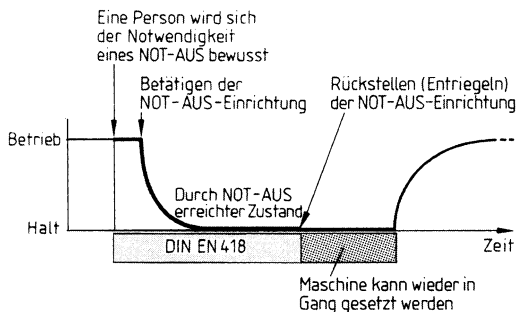 Eine Person wird sich
der Notwendigkeit
eines NOT-AUS bewusst
Betätigen der
NOT-AUS-Einrichtung
Rückstellen (Entriegeln)
der NOT-AUS-Einrichtung
Betrieb
Durch NOT-AUS
erreichter Zustand
Halt
DIN EN 418
Zeit
Maschine kann wieder in
Gang gesetzt werden